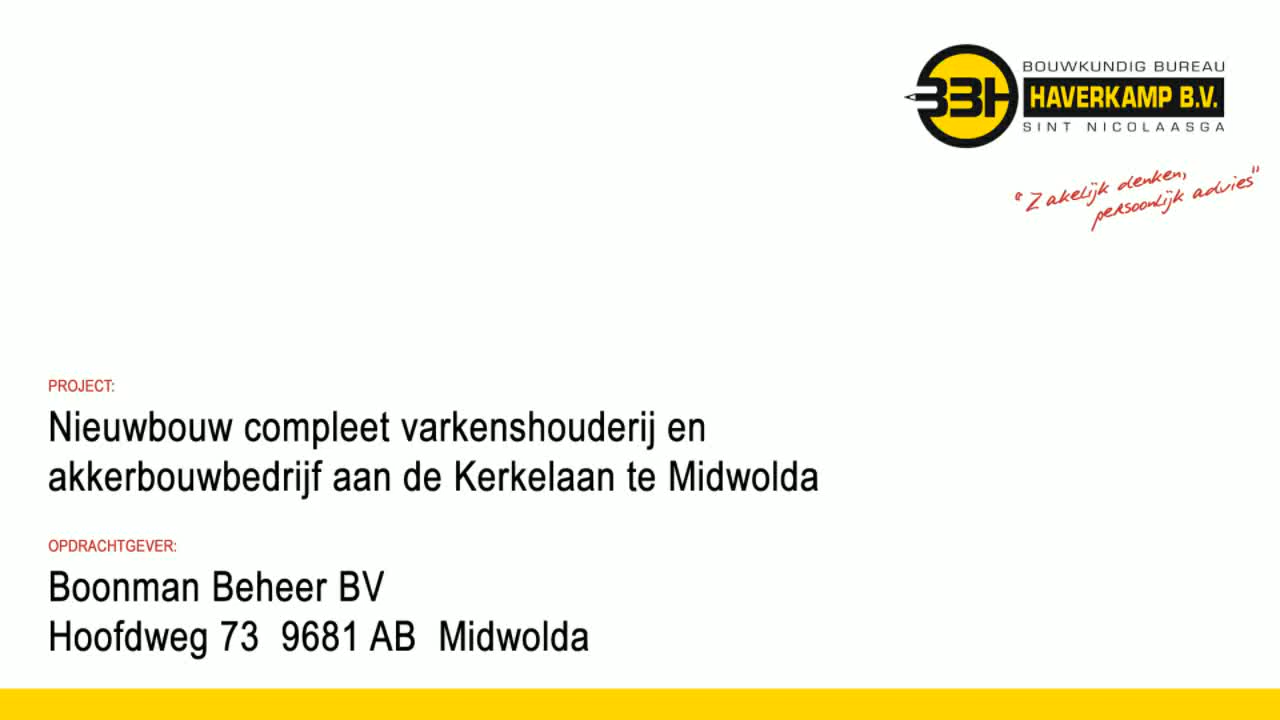 BBH
BOUWKUNDIG BUREAU
HAVERKAMP B.V.
SINT NICOLAASGA
"Zakelijk denken,
persoonlijk advies"
PROJECT:
Nieuwbouw compleet varkenshouderij en
akkerbouwbedrijf aan de Kerkelaan te Midwolda
OPDRACHTGEVER:
Boonman Beheer BV
Hoofdweg 73 9681 AB Midwolda